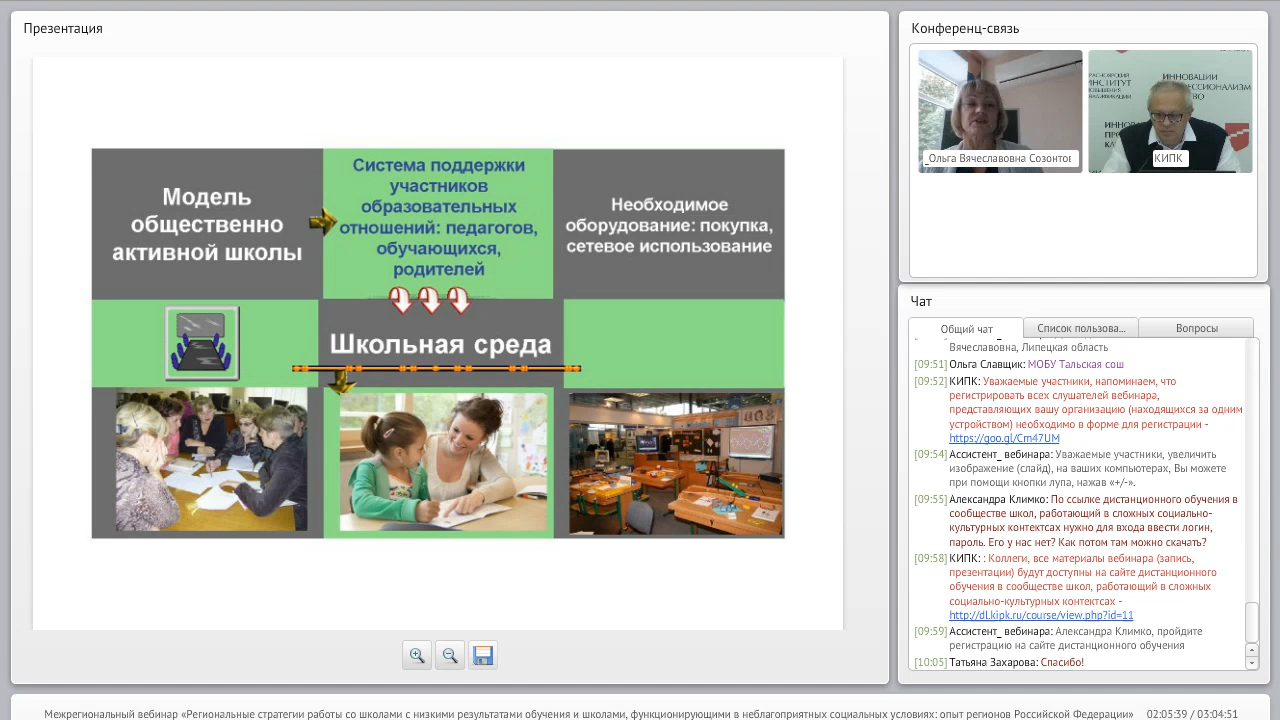 Презентация
Модель
общественно
активной школы
Система поддержки
участников
образовательных
отношений: педагогов,
обучающихся,
родителей
Необходимое
оборудование: покупка,
сетевое использование
Школьная среда
Конференц-связь
_Ольга Вячеславовна Созонтов
КИПК
ИННОВАЦИИ
Чат
Общий чат
Список пользова...
Вопросы
Вячеславовна, Липецкая область
[09:51] Ольга Славщик: МОБУ Тальская сош
[09:52] КИПК: Уважаемые участники, напоминаем, что
регистрировать всех слушателей вебинара,
представляющих вашу организацию (находящихся за одним
устройством) необходимо в форме для регистрации -
https://goo.gl/Cm47UM
[09:54] Ассистент_ вебинара: Уважаемые участники, увеличить
изображение (слайд), на ваших компьютерах, Вы можете
при помощи кнопки лупа, нажав «+/-».
[09:55] Александра Климко: По ссылке дистанционного обучения в
сообществе школ, работающий в сложных социально-
культурных контектсах нужно для входа ввести логин,
пароль. Его у нас нет? Как потом там можно скачать?
[09:58] КИПК: : Коллеги, все материалы вебинара (запись,
презентации) будут доступны на сайте дистанционного
обучения в сообществе школ, работающий в сложных
социально-культурных контектсах -
http://dl.kipk.ru/course/view.php?id=11
[09:59] Ассистент_ вебинара: Александра Климко, пройдите
регистрацию на сайте дистанционного обучения
[10:05] Татьяна Захарова: Спасибо!
Межрегиональный вебинар «Региональные стратегии работы со школами с низкими результатами обучения и школами, функционирующими в неблагоприятных социальных условиях: опыт регионов Российской Федерации» 02:05:39 / 03:04:51